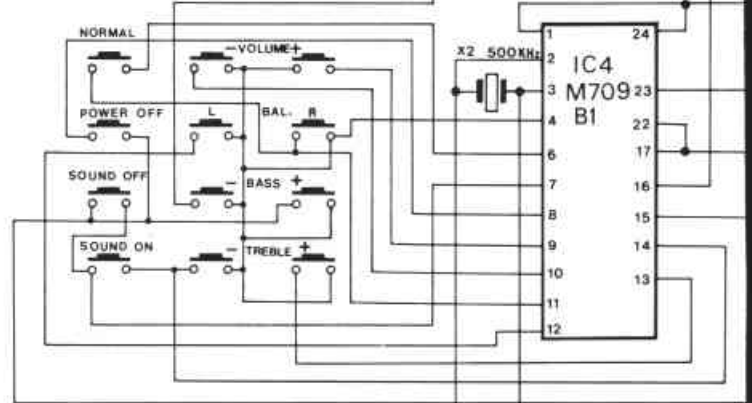 NORMAL
- VOLUME +
POWER OFF
L BAL. R
SOUND OFF
- BASS +
SOUND ON
- TREBLE +
X2 500KHz
IC4
M709
B1
1
2
3
4
6
7
8
9
10
11
12
24
23
22
17
16
15
14
13